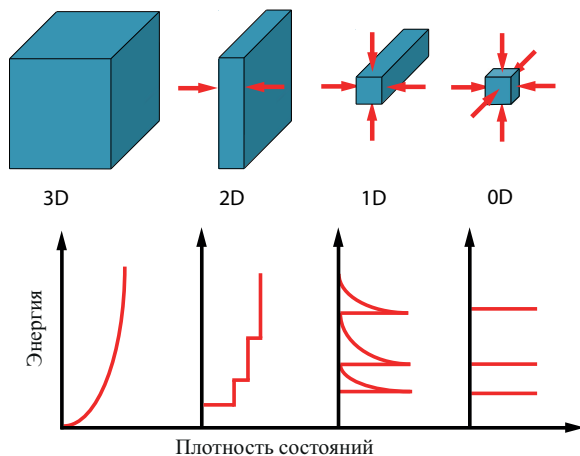 3D
2D
1D
0D
Энергия
Плотность состояний